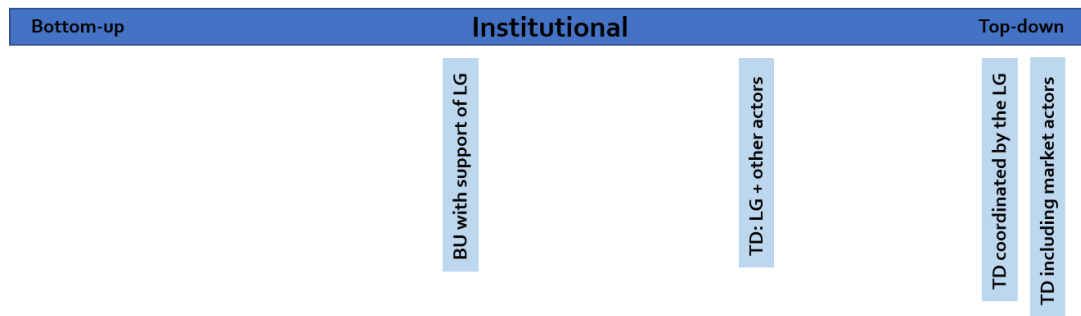 Bottom-up
Institutional
Top-down
BU with support of LG
TD: LG + other actors
TD coordinated by the LG
TD including market actors